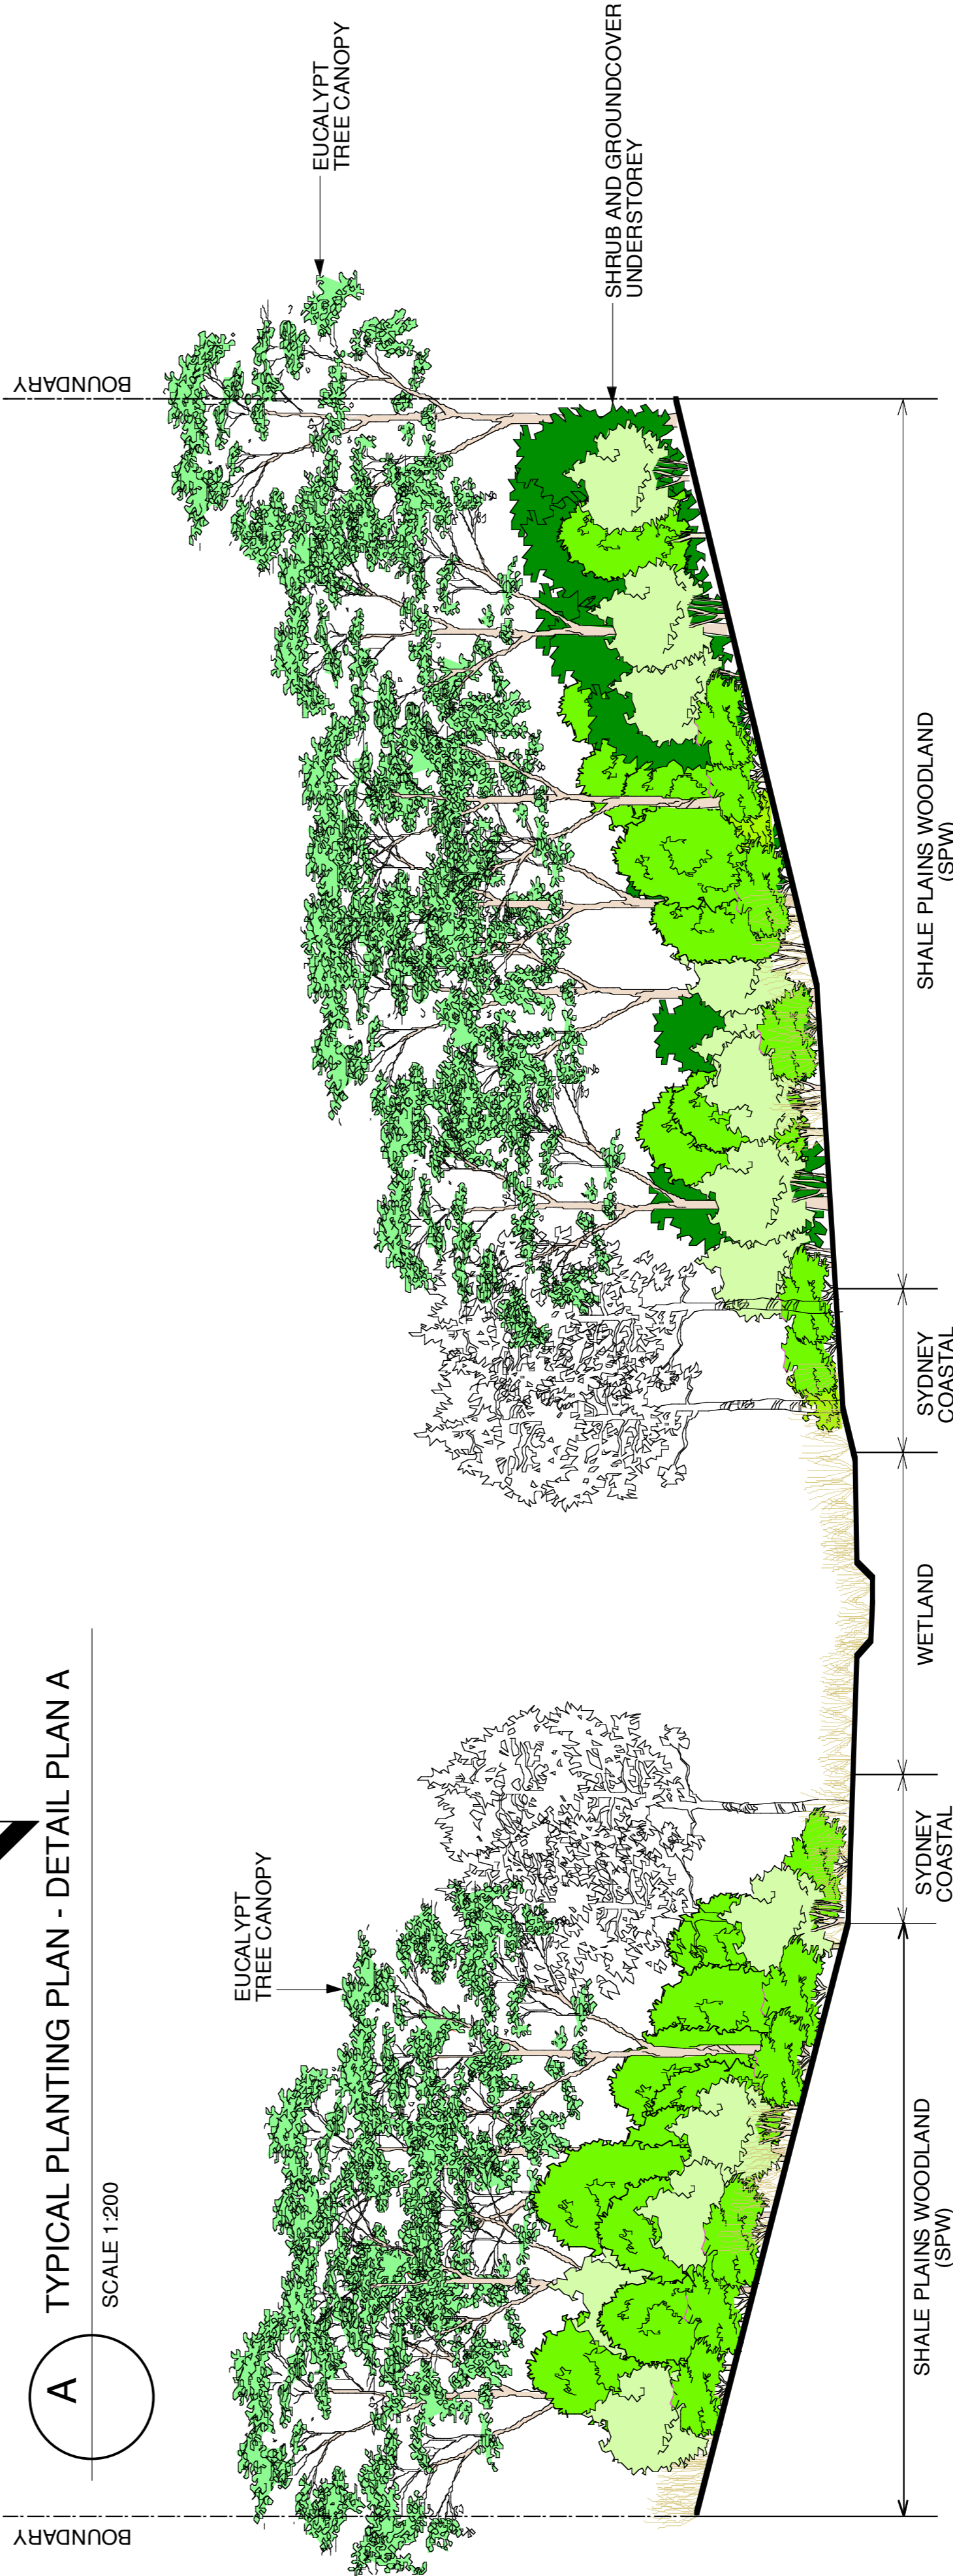 A
TYPICAL PLANTING PLAN - DETAIL PLAN A
SCALE 1:200
BOUNDARY
BOUNDARY
EUCALYPT
TREE CANOPY
EUCALYPT
TREE CANOPY
SHRUB AND GROUNDCOVER
UNDERSTOREY
SHALE PLAINS WOODLAND
(SPW)
SYDNEY
COASTAL
WETLAND
SYDNEY
COASTAL
SHALE PLAINS WOODLAND
(SPW)